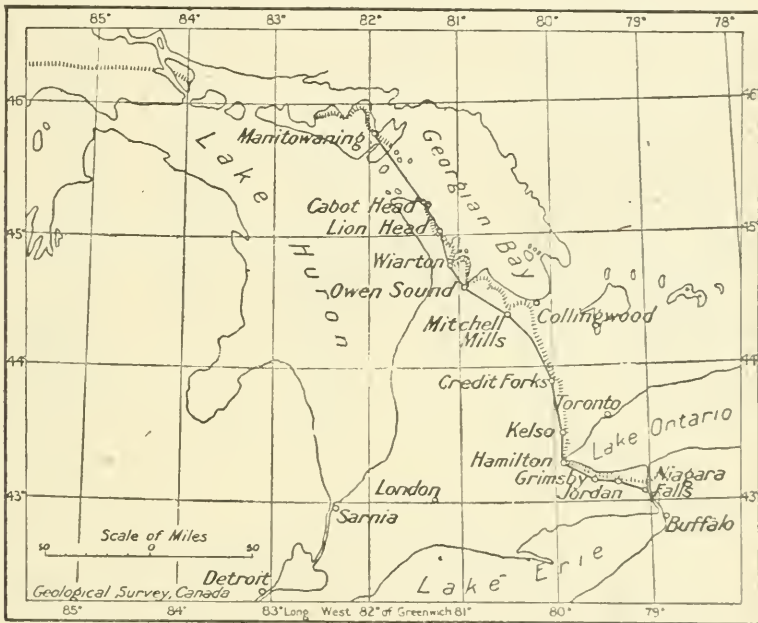 85° 84° 83° 82° 81° 80° 79° 78°
46°
46°
Manitowaning
Lake Huron
Georgian Bay
Cabot Head
Lion Head
45°
45°
Wiarton
Owen Sound
Collingwood
Mitchell
Mills
44°
44°
Credit Forks
Toronto
Kelso
Lake Ontario
Hamilton
Niagara
Falls
Grimsby
Jordan
43°
43°
London
Sarnia
Buffalo
Scale of Miles
50 0 50
Lake Erie
Detroit
Geological Survey, Canada
85° 84° 83° Long. West 82° of Greenwich 81° 80° 79°